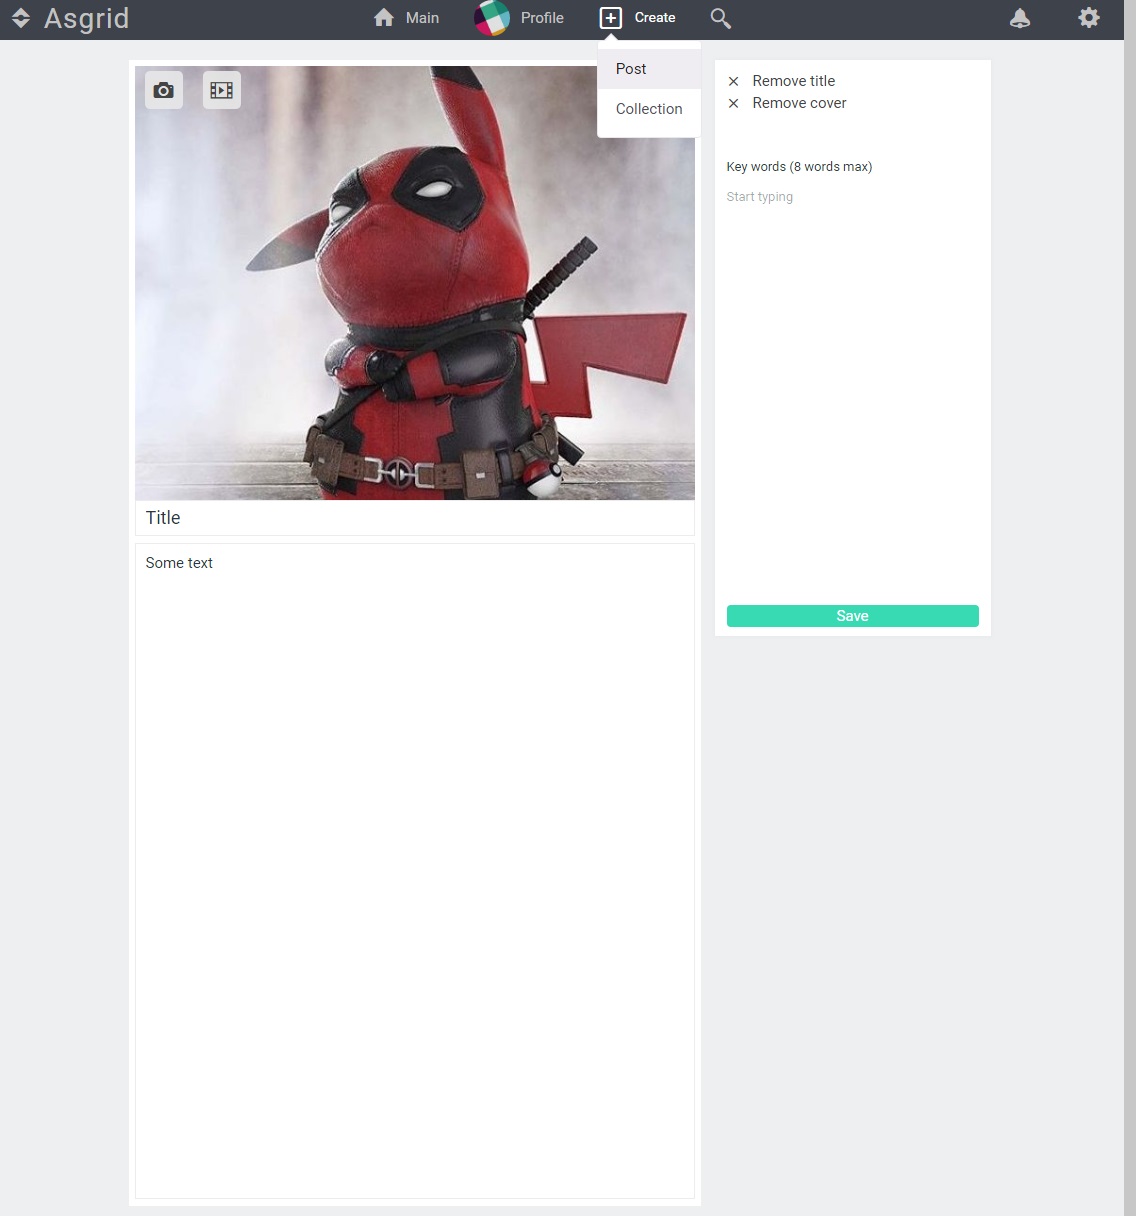 Asgrid
Main
Profile
Create
Post
Collection
Remove title
Remove cover
Key words (8 words max)
Start typing
Title
Some text
Save